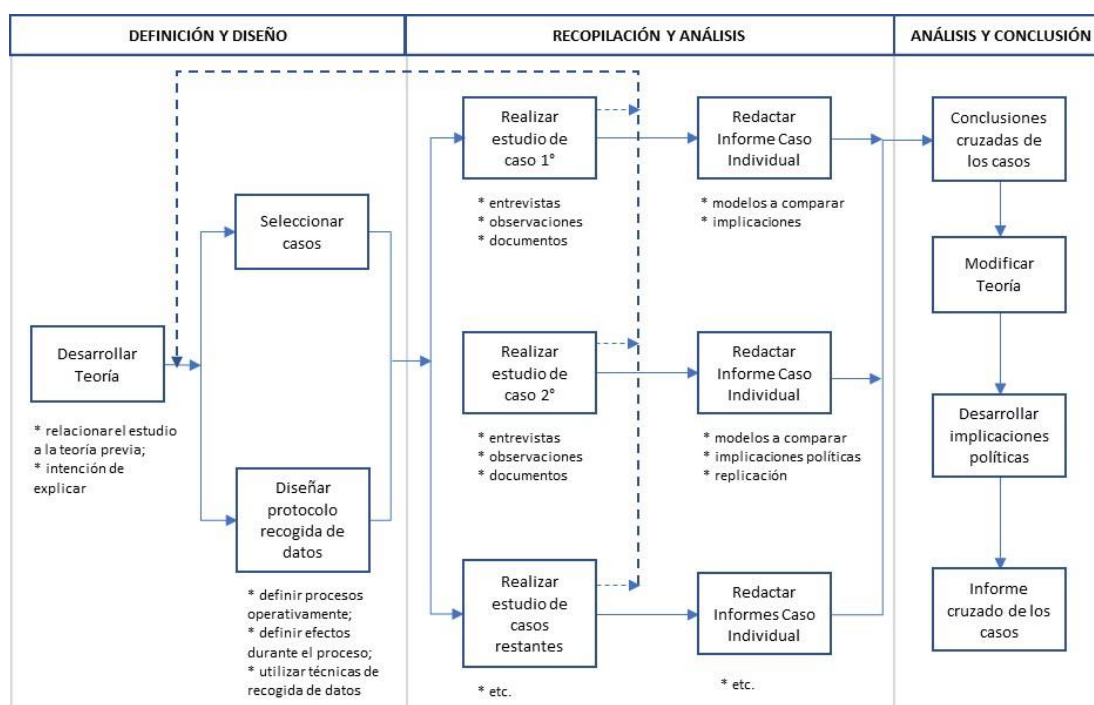 DEFINICIÓN Y DISEÑO
RECOPILACIÓN Y ANÁLISIS
ANÁLISIS Y CONCLUSIÓN
Desarrollar
Teoría
* relacionar el estudio
a la teoría previa;
* intención de
explicar
Seleccionar
casos
Diseñar
protocolo
recogida de
datos
* definir procesos
operativamente;
* definir efectos
durante el proceso;
* utilizar técnicas de
recogida de datos
Realizar
estudio de
caso 1°
* entrevistas
* observaciones
* documentos
Redactar
Informe Caso
Individual
* modelos a comparar
* implicaciones
Realizar
estudio de
caso 2°
* entrevistas
* observaciones
* documentos
Redactar
Informe Caso
Individual
* modelos a comparar
* implicaciones políticas
* replicación
Realizar
estudio de
casos
restantes
* etc.
Redactar
Informes Caso
Individual
* etc.
Conclusiones
cruzadas de
los casos
Modificar
Teoría
Desarrollar
implicaciones
políticas
Informe
cruzado de los
casos